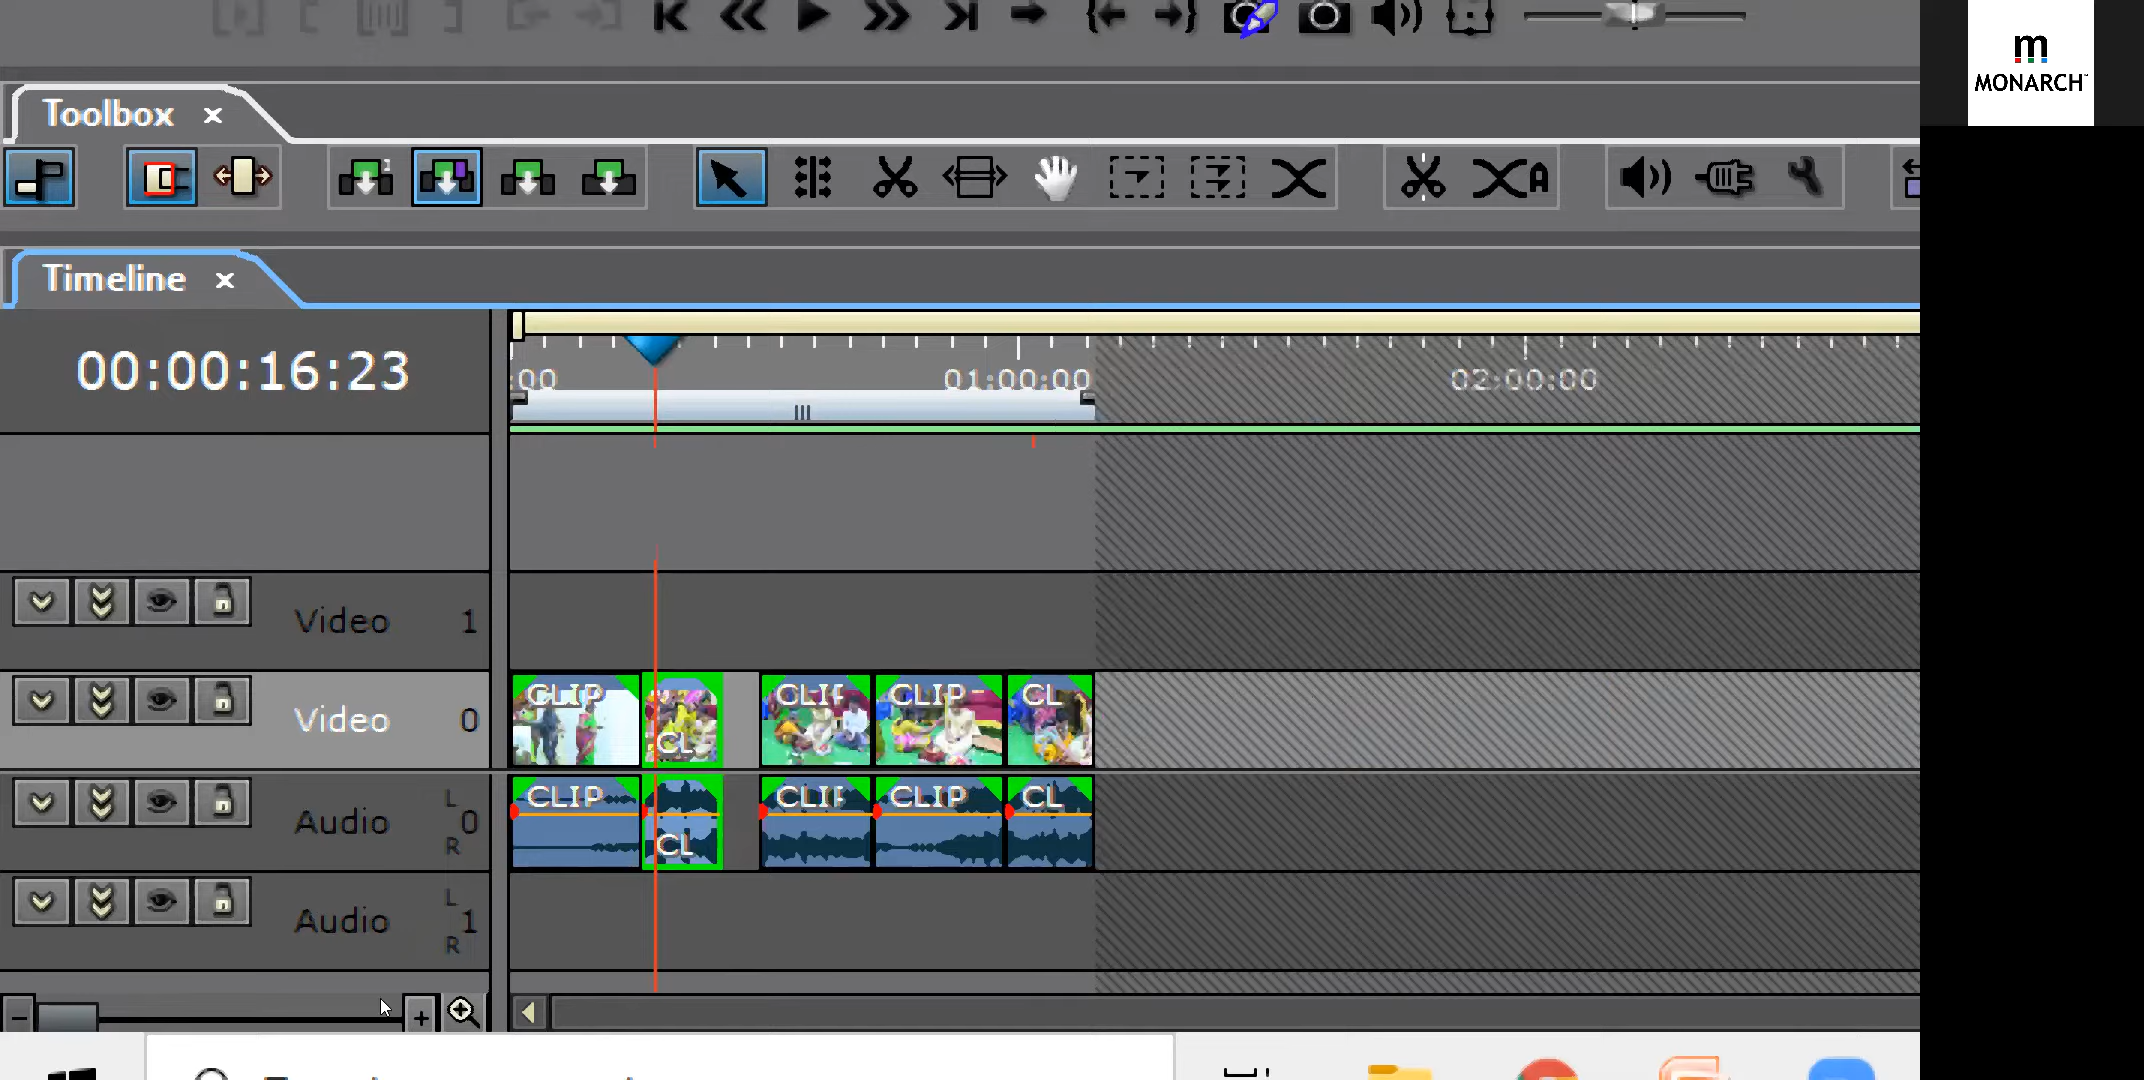 m
MONARCH
Toolbox ×
1
A
Timeline ×
00:00:16:23
:00 01:00:00 02:00:00
Video 1
Video 0
CLIP CL CLIP CLIP - CL
Audio L 0 R
CLIP CL CLIP CLIP CL
Audio L 1 R